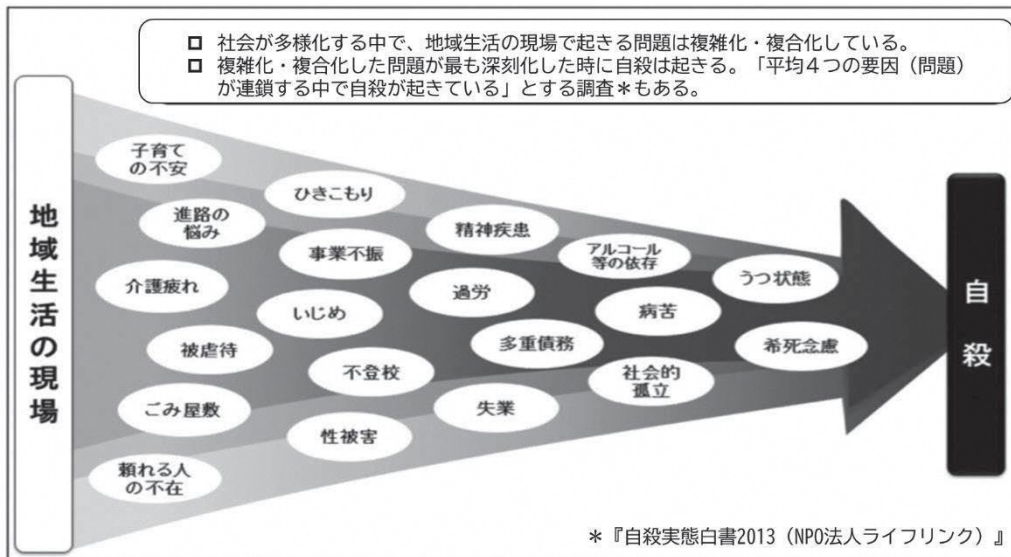 □ 社会が多様化する中で、地域生活の現場で起きる問題は複雑化・複合化している。
□ 複雑化・複合化した問題が最も深刻化した時に自殺は起きる。「平均4つの要因（問題）
が連鎖する中で自殺が起きている」とする調査＊もある。
地域生活の現場
子育て
の不安
進路の
悩み
介護疲れ
被虐待
ごみ屋敷
頼れる人
の不在
ひきこもり
事業不振
いじめ
不登校
性被害
精神疾患
過労
多重債務
失業
アルコール
等の依存
病苦
社会的
孤立
うつ状態
希死念慮
自殺
＊『自殺実態白書2013（NPO法人ライフリンク）』